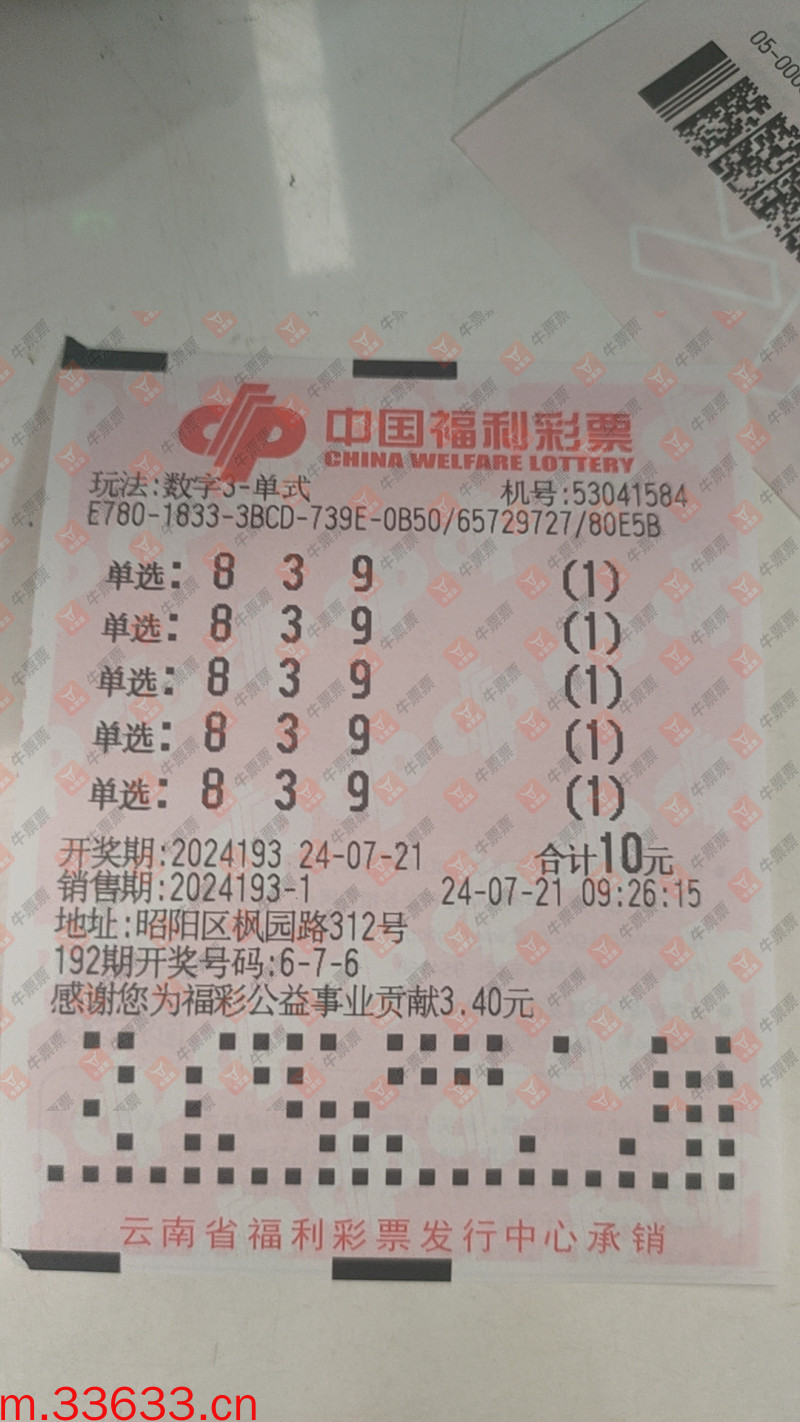 05-000
中国福利彩票
CHINA WELFARE LOTTERY
玩法:数字3-单式 机号:53041584
E780-1833-3BCD-739E-0B50/65729727/80E5B
单选: 8 3 9 (1)
单选: 8 3 9 (1)
单选: 8 3 9 (1)
单选: 8 3 9 (1)
单选: 8 3 9 (1)
开奖期:2024193 24-07-21 合计10元
销售期:2024193-1 24-07-21 09:26:15
地址:昭阳区枫园路312号
192期开奖号码:6-7-6
感谢您为福彩公益事业贡献3.40元
云南省福利彩票发行中心承销
牛票票
m.33633.cn